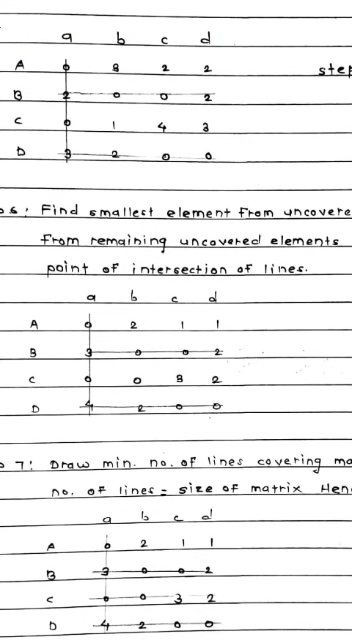 a b c d
A 0 3 2 2 step
B 2 0 0 2
C 0 1 4 3
D 3 2 0 0
p 6: Find smallest element from uncovere
from remaining uncovered elements
point of intersection of lines.
a b c d
A 0 2 1 1
B 3 0 0 2
C 0 0 3 2
D 4 2 0 0
p 7: Draw min. no. of lines covering ma
no. of lines = size of matrix Hen
a b c d
A 0 2 1 1
B 3 0 0 2
C 0 0 3 2
D 4 2 0 0